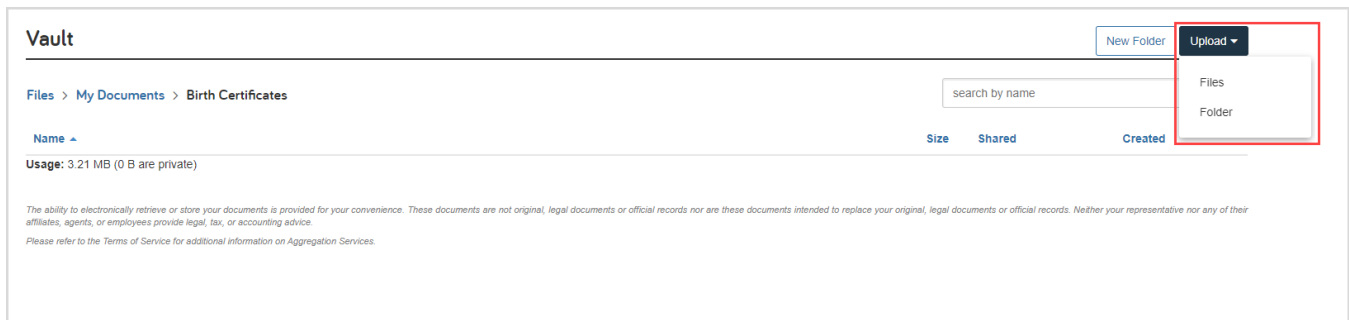 Vault
New Folder
Upload
Files > My Documents > Birth Certificates
search by name
Files
Folder
Name Size Shared Created
Usage: 3.21 MB (0 B are private)
The ability to electronically retrieve or store your documents is provided for your convenience. These documents are not original, legal documents or official records nor are these documents intended to replace your original, legal documents or official records. Neither your representative nor any of their
affiliates, agents, or employees provide legal, tax, or accounting advice.
Please refer to the Terms of Service for additional information on Aggregation Services.